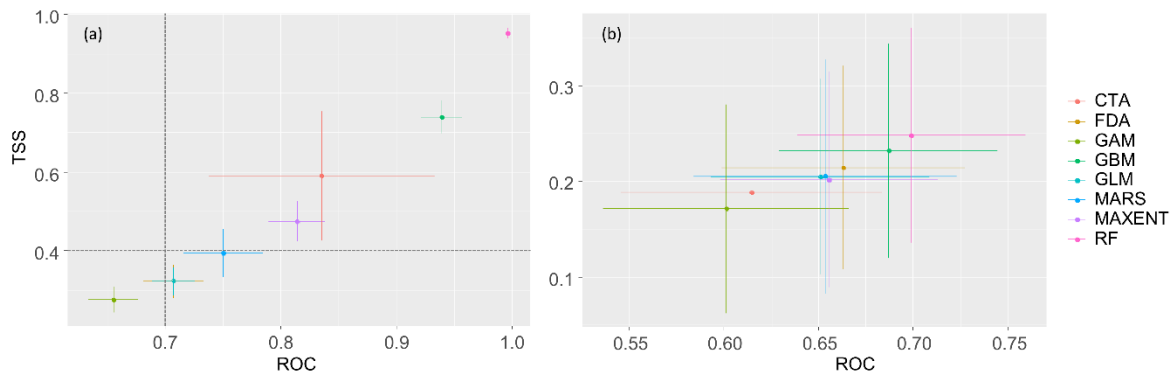 (a)
TSS
1.0
0.8
0.6
0.4
0.7
0.8
0.9
1.0
ROC
(b)
0.3
0.2
0.1
0.55
0.60
0.65
0.70
0.75
ROC
CTA
FDA
GAM
GBM
GLM
MARS
MAXENT
RF